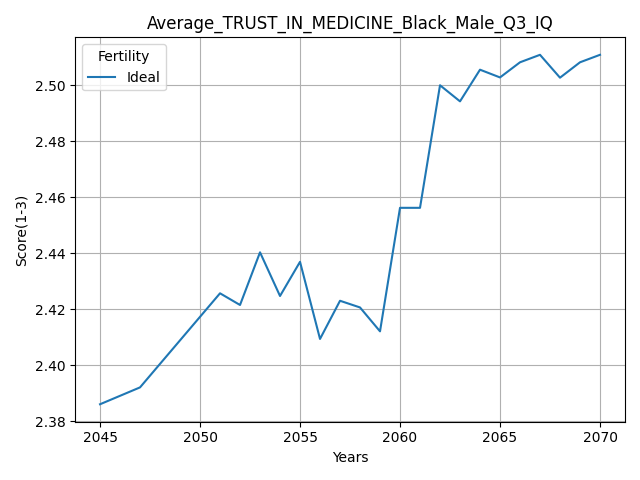 Average_TRUST_IN_MEDICINE_Black_Male_Q3_IQ
Fertility
Ideal
2.50
2.48
2.46
2.44
2.42
2.40
2.38
Score(1-3)
2045 2050 2055 2060 2065 2070
Years